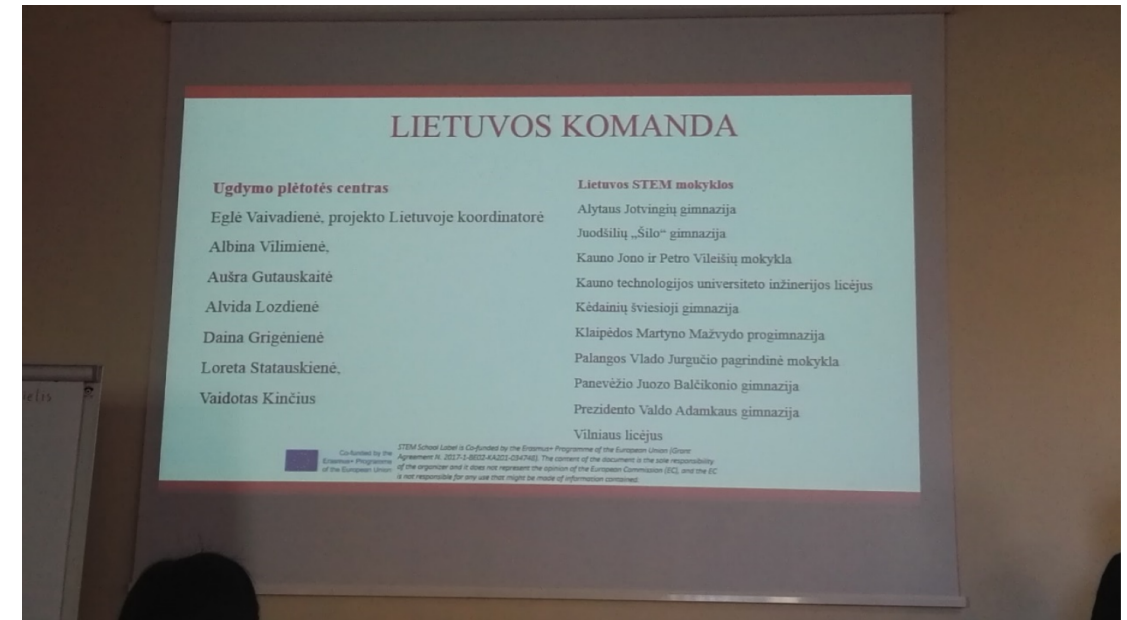 LIETUVOS KOMANDA
Ugdymo plėtotės centras
Eglė Vaivadienė, projekto Lietuvoje koordinatorė
Albina Vilimienė,
Aušra Gutauskaitė
Alvida Lozdienė
Daina Grigėnienė
Loreta Statauskienė,
Vaidotas Kinčius
Lietuvos STEM mokyklos
Alytaus Jotvingių gimnazija
Juodšilių „Šilo“ gimnazija
Kauno Jono ir Petro Vileišių mokykla
Kauno technologijos universiteto inžinerijos licėjus
Kėdainių šviesioji gimnazija
Klaipėdos Martyno Mažvydo progimnazija
Palangos Vlado Jurgučio pagrindinė mokykla
Panevėžio Juozo Balčikonio gimnazija
Prezidento Valdo Adamkaus gimnazija
Vilniaus licėjus
Co-funded by the
Erasmus+ Programme
of the European Union
STEM School Label is Co-funded by the Erasmus+ Programme of the European Union (Grant
Agreement N. 2017-1-BE02-KA201-034748). The content of the document is the sole responsibility
of the organizer and it does not represent the opinion of the European Commission (EC), and the EC
is not responsible for any use that might be made of information contained.